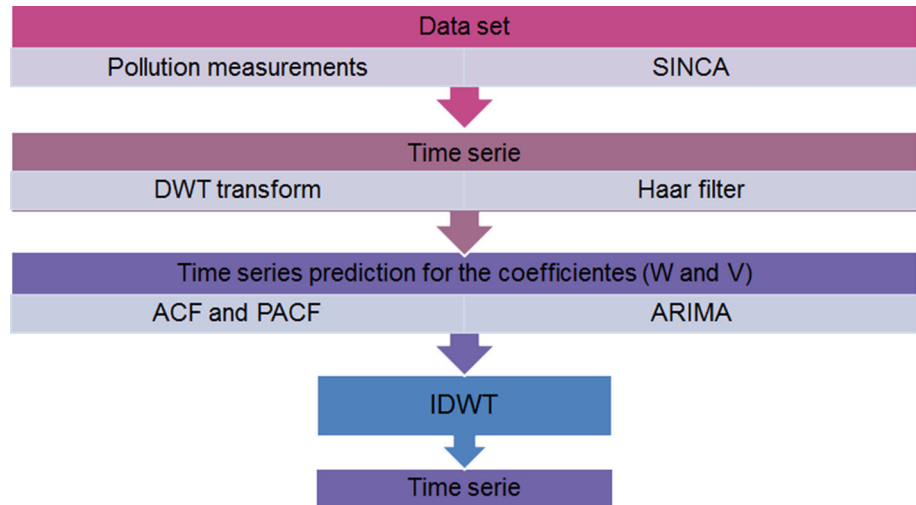 Data set
Pollution measurements
SINCA
Time serie
DWT transform
Haar filter
Time series prediction for the coefficientes (W and V)
ACF and PACF
ARIMA
IDWT
Time serie